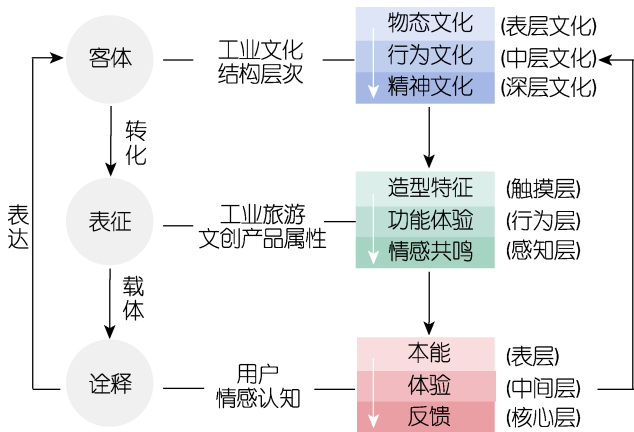 物态文化 (表层文化)
客体 工业文化 行为文化 (中层文化)
结构层次 精神文化 (深层文化)
转化
造型特征 (触摸层)
表达
表征 工业旅游 功能体验 (行为层)
文创产品属性 情感共鸣 (感知层)
载体
本能 (表层)
诠释 用户 体验 (中间层)
情感认知 反馈 (核心层)